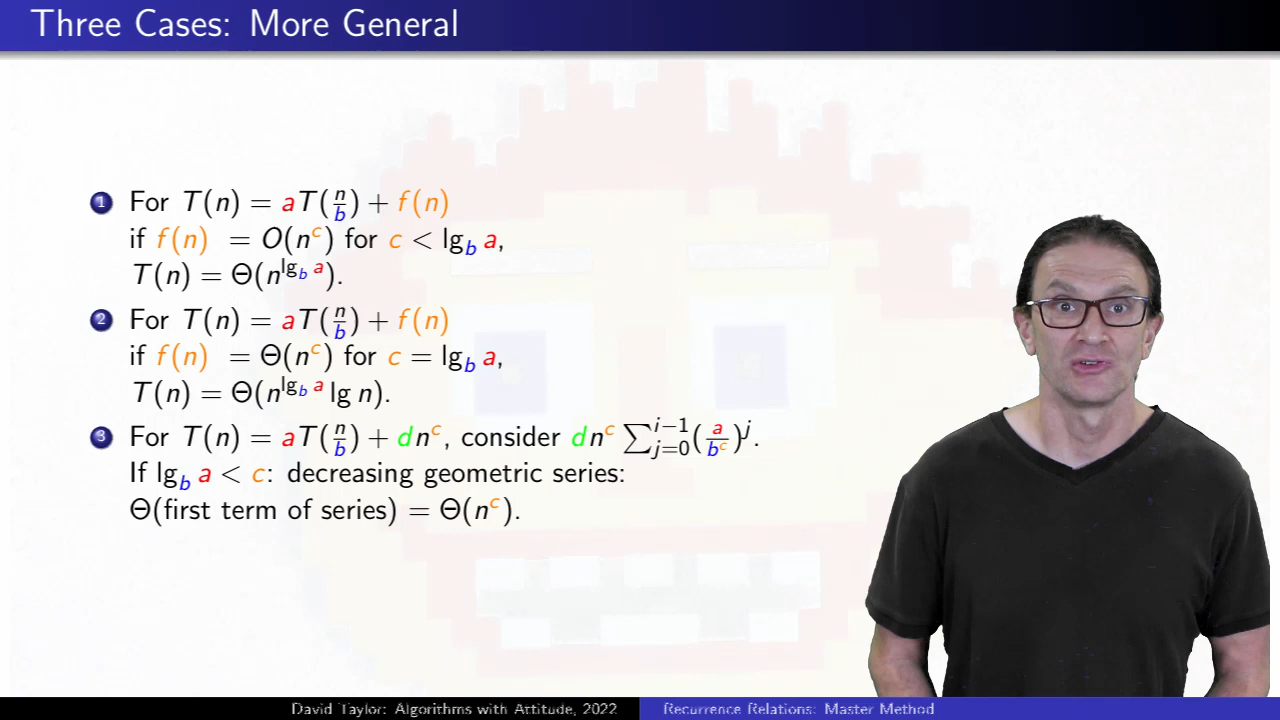 Three Cases: More General
1 For T(n) = aT(n/b) + f(n)
if f(n) = O(n^c) for c < lg_b a,
T(n) = Θ(n^{lg_b a}).
2 For T(n) = aT(n/b) + f(n)
if f(n) = Θ(n^c) for c = lg_b a,
T(n) = Θ(n^{lg_b a} lg n).
3 For T(n) = aT(n/b) + dn^c, consider dn^c ∑_{j=0}^{i−1}(a/b^c)^j.
If lg_b a < c: decreasing geometric series:
Θ(first term of series) = Θ(n^c).
David Taylor: Algorithms with Attitude, 2022
Recurrence Relations: Master Method